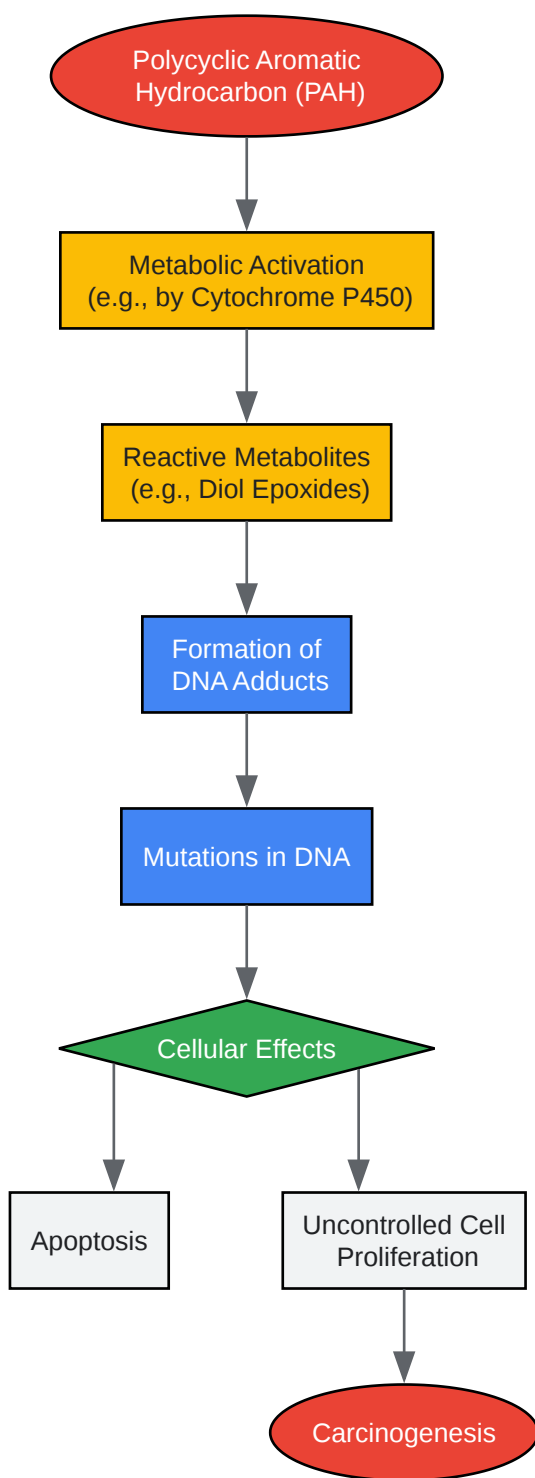 Polycyclic Aromatic
Hydrocarbon (PAH)
Metabolic Activation
(e.g., by Cytochrome P450)
Reactive Metabolites
(e.g., Diol Epoxides)
Formation of
DNA Adducts
Mutations in DNA
Cellular Effects
Apoptosis
Uncontrolled Cell
Proliferation
Carcinogenesis